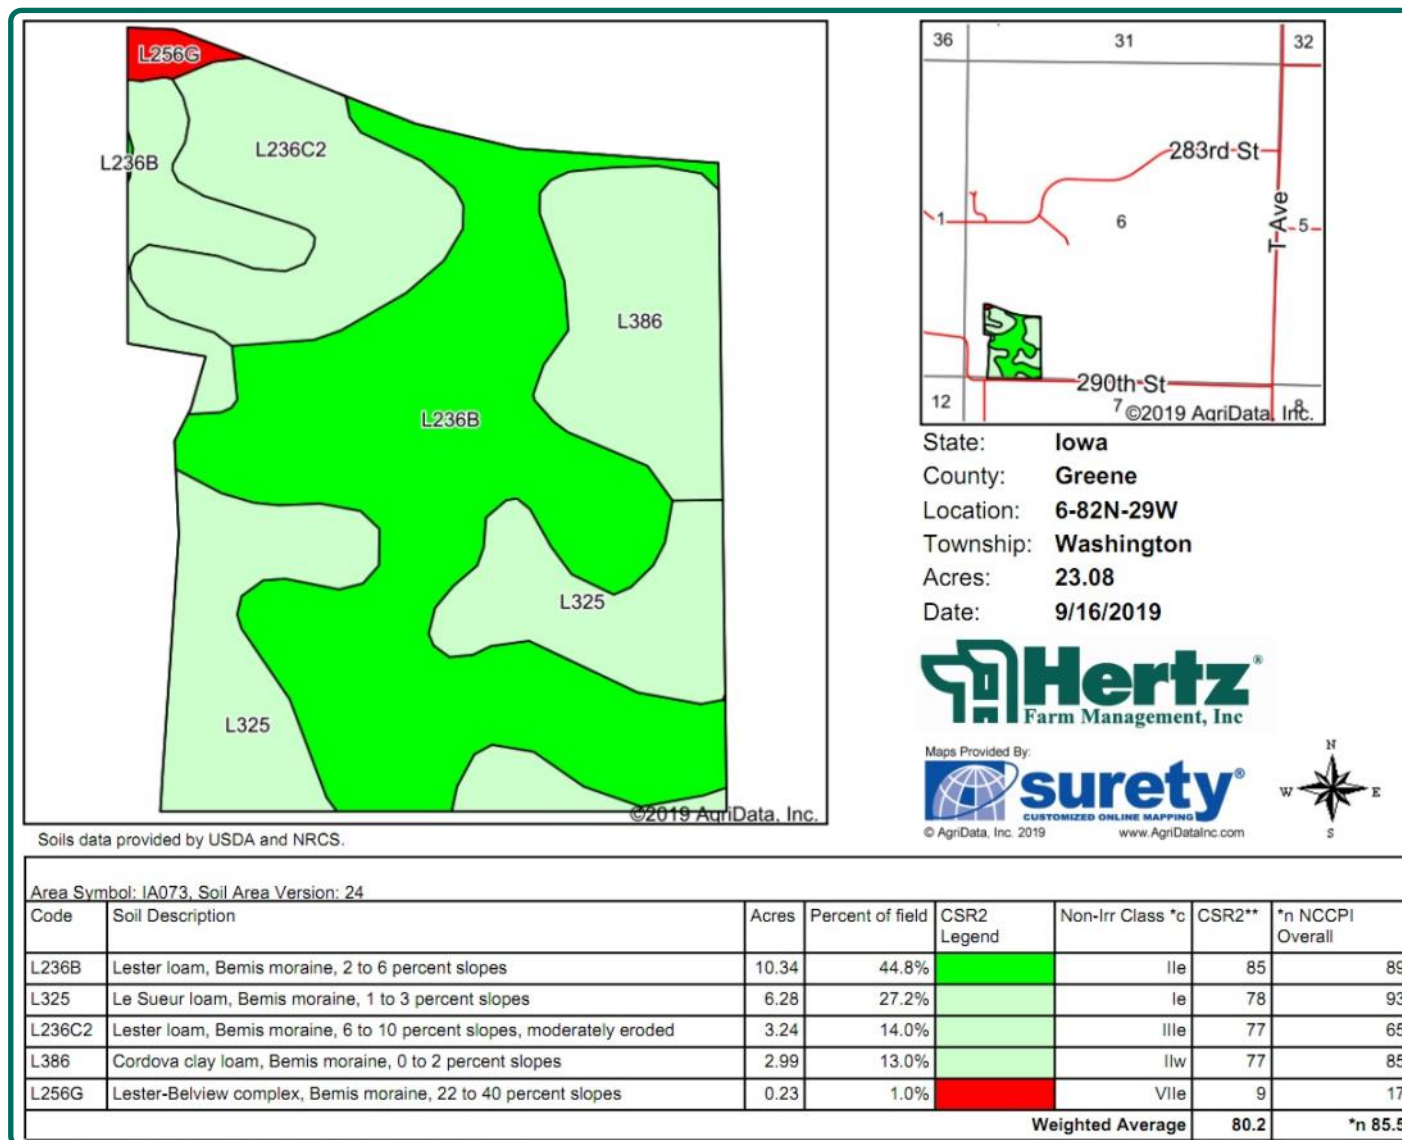 L256G
L236B
L236C2
L386
L236B
L325
L325
©2019 AgriData, Inc.
Soils data provided by USDA and NRCS.
36 31 32
283rd St
1 6 5
T Ave
290th St
12 7 8
©2019 AgriData, Inc.
State: Iowa
County: Greene
Location: 6-82N-29W
Township: Washington
Acres: 23.08
Date: 9/16/2019
Hertz®
Farm Management, Inc
Maps Provided By:
surety®
CUSTOMIZED ONLINE MAPPING
© AgriData, Inc. 2019 www.AgriDataInc.com
N
W E
S
Area Symbol: IA073, Soil Area Version: 24
Code Soil Description Acres Percent of field CSR2 Legend Non-Irr Class *c CSR2** *n NCCPI Overall
L236B Lester loam, Bemis moraine, 2 to 6 percent slopes 10.34 44.8% IIe 85 89
L325 Le Sueur loam, Bemis moraine, 1 to 3 percent slopes 6.28 27.2% Ie 78 93
L236C2 Lester loam, Bemis moraine, 6 to 10 percent slopes, moderately eroded 3.24 14.0% IIIe 77 65
L386 Cordova clay loam, Bemis moraine, 0 to 2 percent slopes 2.99 13.0% IIw 77 85
L256G Lester-Belview complex, Bemis moraine, 22 to 40 percent slopes 0.23 1.0% VIIe 9 17
Weighted Average 80.2 *n 85.5